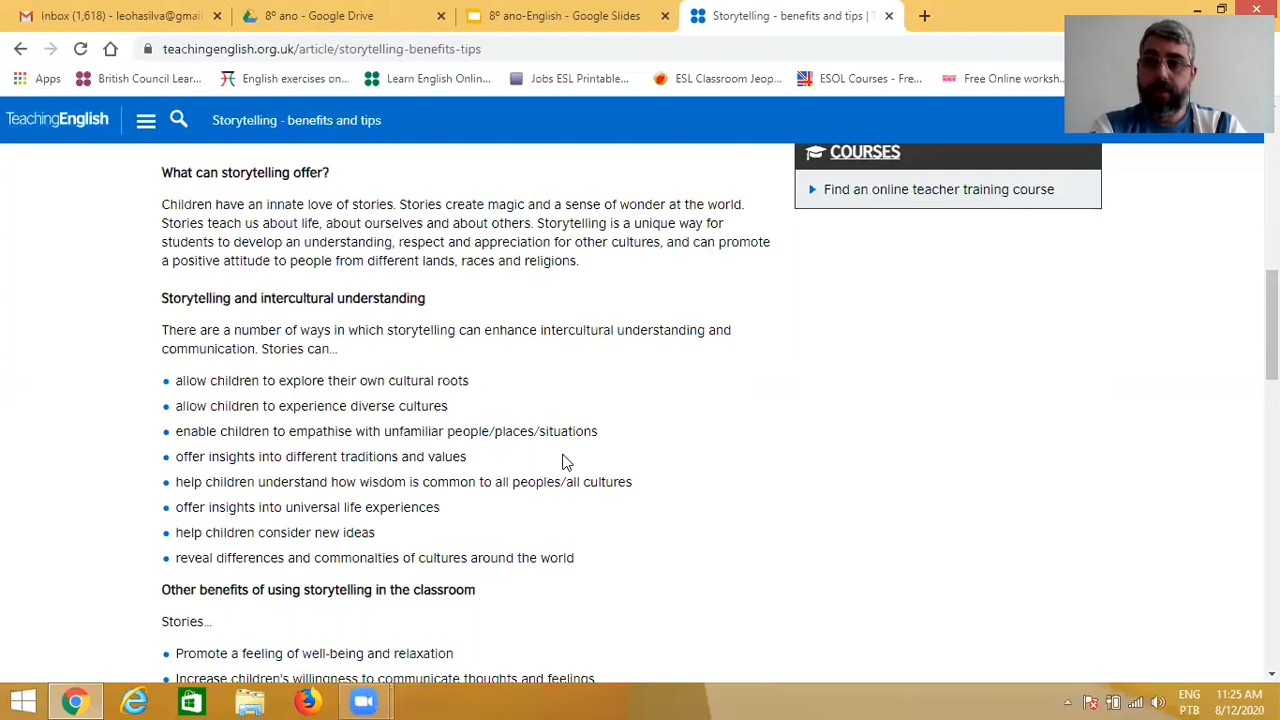 Inbox (1,618) - leohasilva@gmai
8º ano - Google Drive
8º ano-English - Google Slides
Storytelling - benefits and tips | T
teachingenglish.org.uk/article/storytelling-benefits-tips
Apps
British Council Lear...
English exercises on...
Learn English Onlin...
Jobs ESL Printable...
ESL Classroom Jeop...
ESOL Courses - Fre...
Free Online worksh...
TeachingEnglish
Storytelling - benefits and tips
COURSES
Find an online teacher training course
What can storytelling offer?
Children have an innate love of stories. Stories create magic and a sense of wonder at the world.
Stories teach us about life, about ourselves and about others. Storytelling is a unique way for
students to develop an understanding, respect and appreciation for other cultures, and can promote
a positive attitude to people from different lands, races and religions.
Storytelling and intercultural understanding
There are a number of ways in which storytelling can enhance intercultural understanding and
communication. Stories can...
allow children to explore their own cultural roots
allow children to experience diverse cultures
enable children to empathise with unfamiliar people/places/situations
offer insights into different traditions and values
help children understand how wisdom is common to all peoples/all cultures
offer insights into universal life experiences
help children consider new ideas
reveal differences and commonalties of cultures around the world
Other benefits of using storytelling in the classroom
Stories...
Promote a feeling of well-being and relaxation
Increase children's willingness to communicate thoughts and feelings
ENG
11:25 AM
PTB
8/12/2020